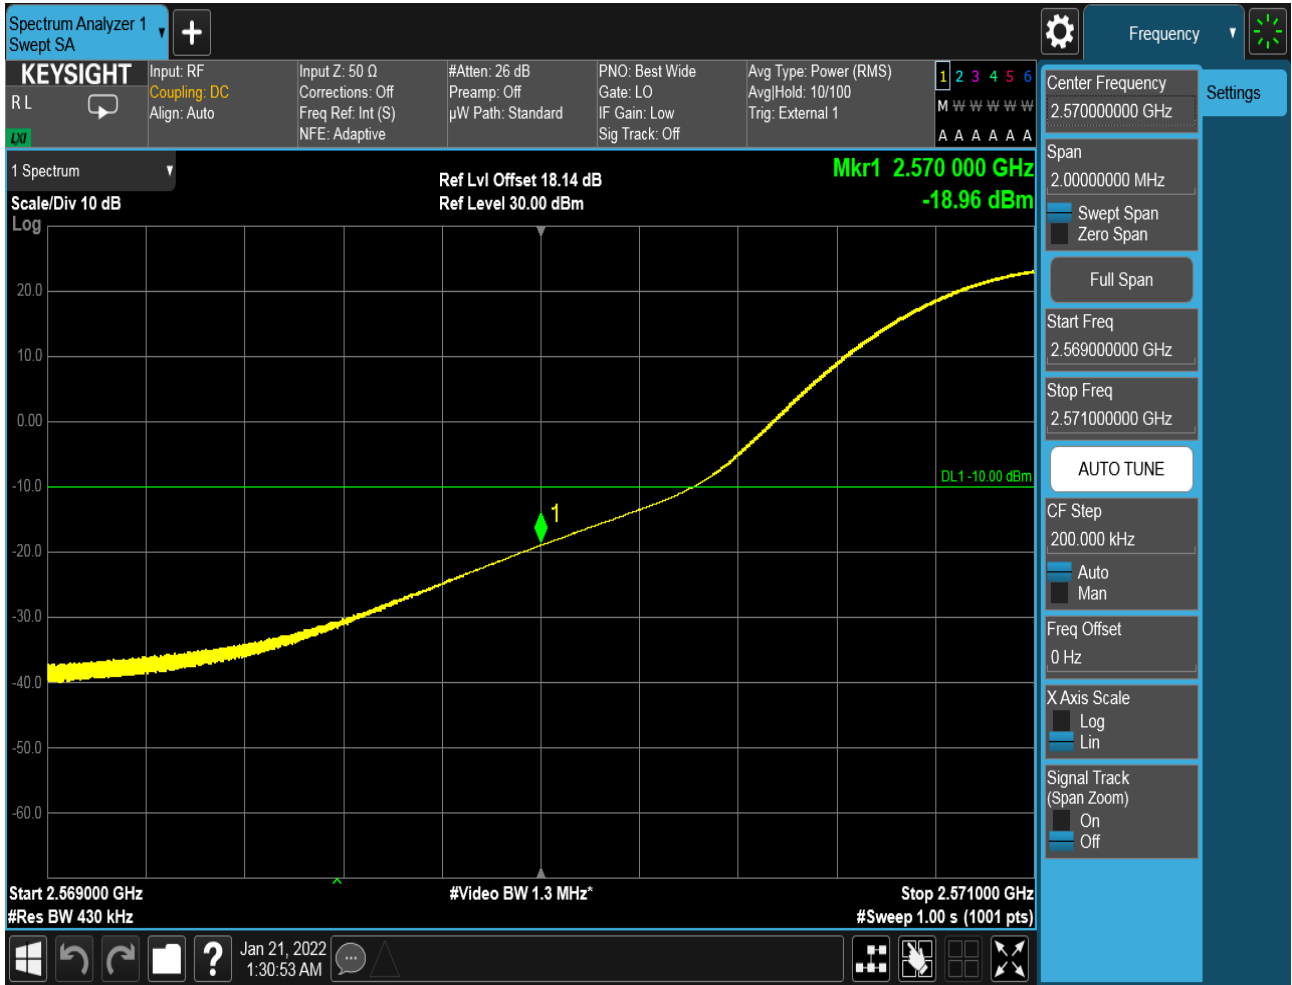 Spectrum Analyzer 1
Swept SA
Frequency
KEYSIGHT
R L
LXI
Input: RF
Coupling: DC
Align: Auto
Input Z: 50 Ω
Corrections: Off
Freq Ref: Int (S)
NFE: Adaptive
#Atten: 26 dB
Preamp: Off
µW Path: Standard
PNO: Best Wide
Gate: LO
IF Gain: Low
Sig Track: Off
Avg Type: Power (RMS)
Avg|Hold: 10/100
Trig: External 1
1 2 3 4 5 6
M W W W W W
A A A A A A
1 Spectrum
Scale/Div 10 dB
Log
Ref Lvl Offset 18.14 dB
Ref Level 30.00 dBm
Mkr1 2.570 000 GHz
-18.96 dBm
20.0
10.0
0.00
-10.0
-20.0
-30.0
-40.0
-50.0
-60.0
DL1 -10.00 dBm
1
Start 2.569000 GHz
#Res BW 430 kHz
#Video BW 1.3 MHz*
Stop 2.571000 GHz
#Sweep 1.00 s (1001 pts)
Jan 21, 2022
1:30:53 AM
Center Frequency
2.570000000 GHz
Span
2.00000000 MHz
Swept Span
Zero Span
Full Span
Start Freq
2.569000000 GHz
Stop Freq
2.571000000 GHz
AUTO TUNE
CF Step
200.000 kHz
Auto
Man
Freq Offset
0 Hz
X Axis Scale
Log
Lin
Signal Track
(Span Zoom)
On
Off
Settings